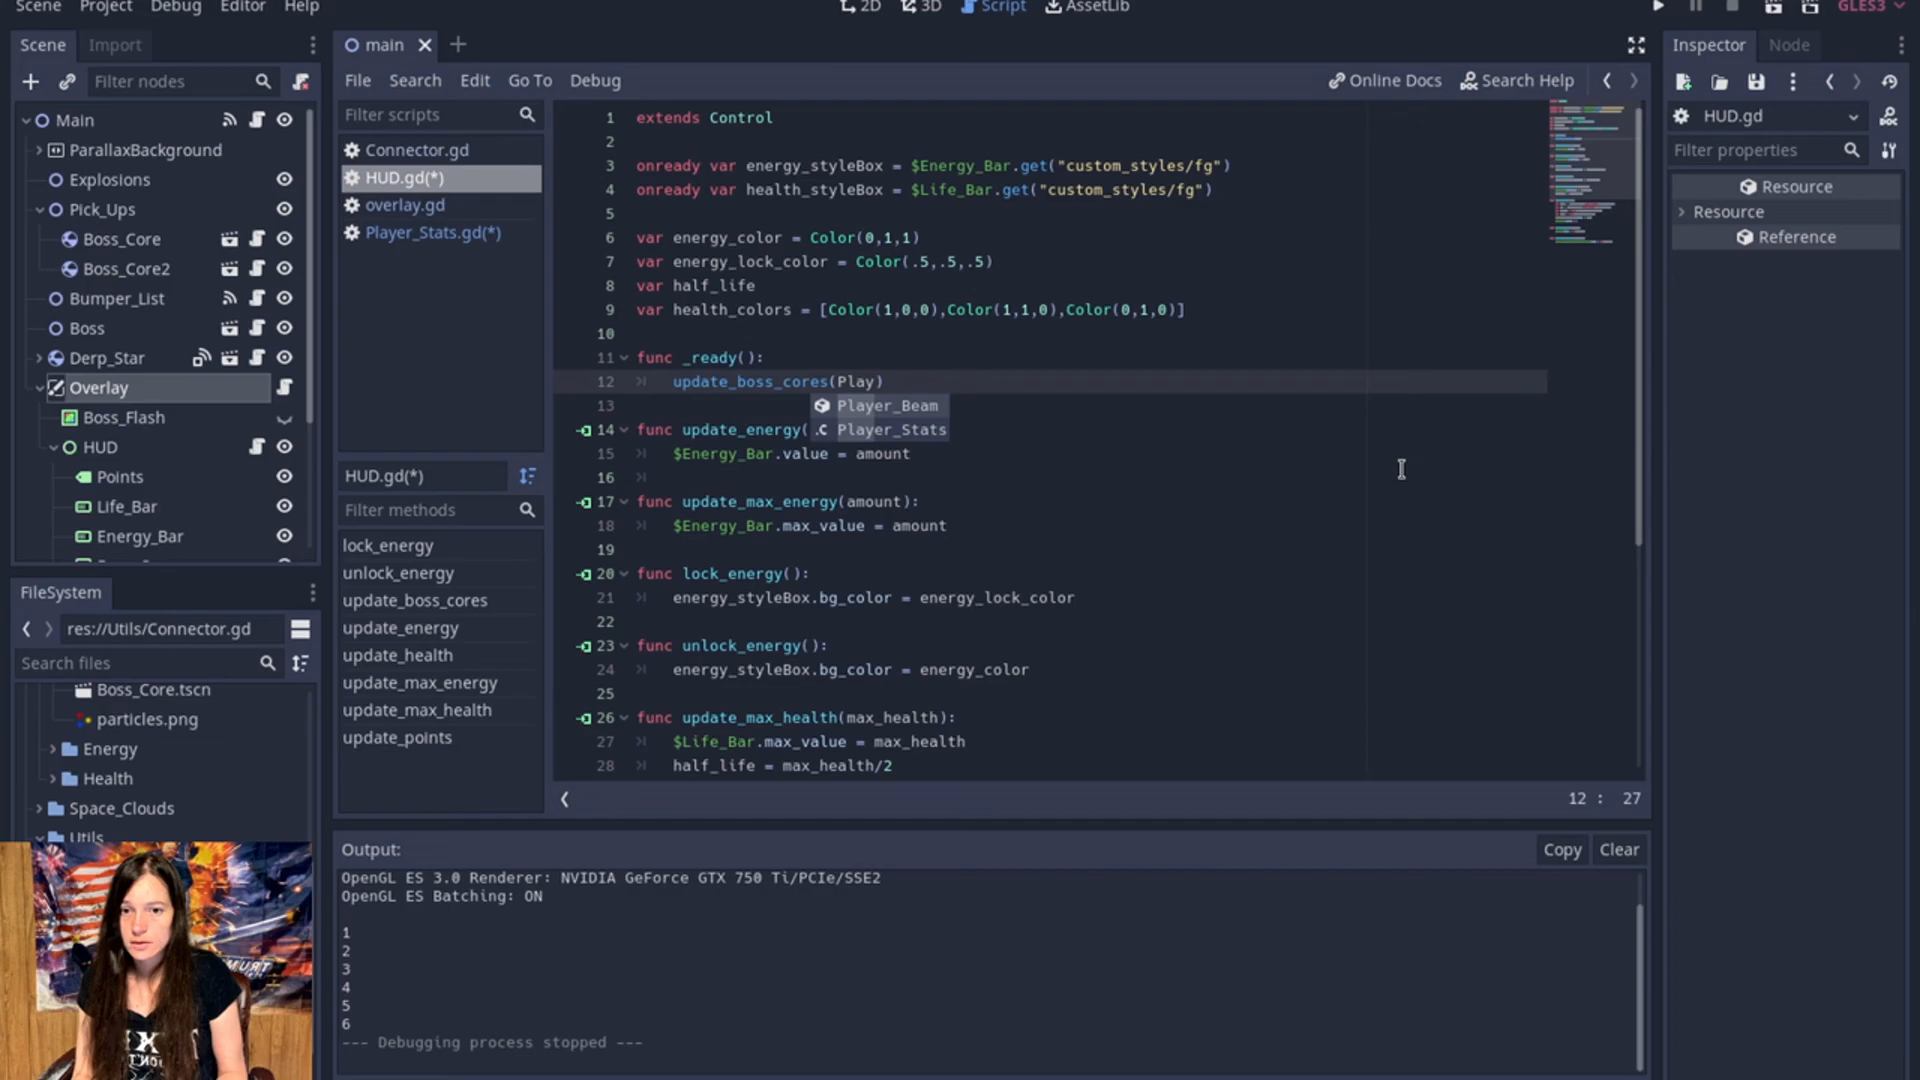 Scene Project Debug Editor Help
2D 3D Script AssetLib
GLES3
Scene Import
Filter nodes
Main
ParallaxBackground
Explosions
Pick_Ups
Boss_Core
Boss_Core2
Bumper_List
Boss
Derp_Star
Overlay
Boss_Flash
HUD
Points
Life_Bar
Energy_Bar
FileSystem
res://Utils/Connector.gd
Search files
Boss_Core.tscn
particles.png
Energy
Health
Space_Clouds
Utils
main
File Search Edit Go To Debug
Online Docs Search Help
Filter scripts
Connector.gd
HUD.gd(*)
overlay.gd
Player_Stats.gd(*)
HUD.gd(*)
Filter methods
lock_energy
unlock_energy
update_boss_cores
update_energy
update_health
update_max_energy
update_max_health
update_points
1 extends Control
2
3 onready var energy_styleBox = $Energy_Bar.get("custom_styles/fg")
4 onready var health_styleBox = $Life_Bar.get("custom_styles/fg")
5
6 var energy_color = Color(0,1,1)
7 var energy_lock_color = Color(.5,.5,.5)
8 var half_life
9 var health_colors = [Color(1,0,0),Color(1,1,0),Color(0,1,0)]
10
11 func _ready():
12 update_boss_cores(Play)
13 Player_Beam
14 func update_energy( .C Player_Stats
15 $Energy_Bar.value = amount
16
17 func update_max_energy(amount):
18 $Energy_Bar.max_value = amount
19
20 func lock_energy():
21 energy_styleBox.bg_color = energy_lock_color
22
23 func unlock_energy():
24 energy_styleBox.bg_color = energy_color
25
26 func update_max_health(max_health):
27 $Life_Bar.max_value = max_health
28 half_life = max_health/2
12 : 27
Output:
Copy Clear
OpenGL ES 3.0 Renderer: NVIDIA GeForce GTX 750 Ti/PCIe/SSE2
OpenGL ES Batching: ON
1
2
3
4
5
6
--- Debugging process stopped ---
Inspector Node
HUD.gd
Filter properties
Resource
Resource
Reference